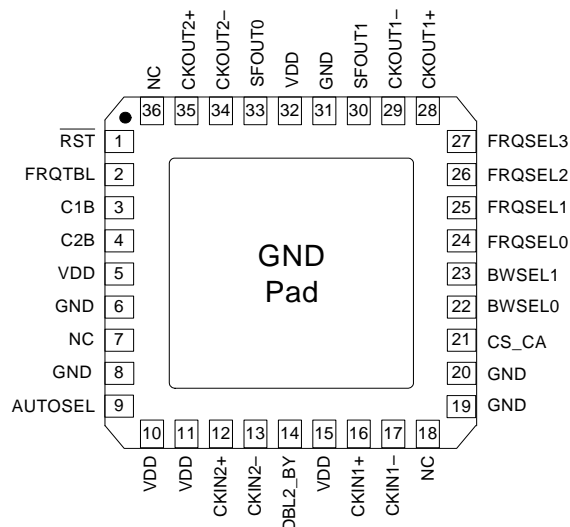 NC
CKOUT2+
CKOUT2–
SFOUT0
VDD
GND
SFOUT1
CKOUT1–
CKOUT1+
36 35 34 33 32 31 30 29 28
RST 1
FRQTBL 2
C1B 3
C2B 4
VDD 5
GND 6
NC 7
GND 8
AUTOSEL 9
GND
Pad
27 FRQSEL3
26 FRQSEL2
25 FRQSEL1
24 FRQSEL0
23 BWSEL1
22 BWSEL0
21 CS_CA
20 GND
19 GND
10 11 12 13 14 15 16 17 18
VDD
VDD
CKIN2+
CKIN2–
DBL2_BY
VDD
CKIN1+
CKIN1–
NC